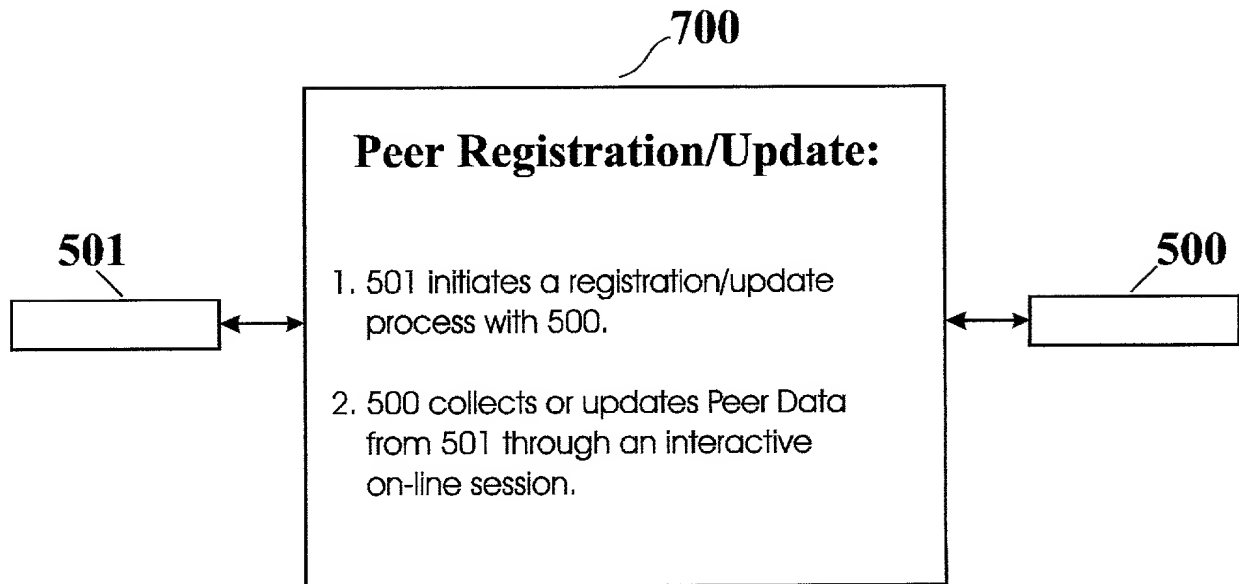 700
Peer Registration/Update:
501
500
1. 501 initiates a registration/update
process with 500.
2. 500 collects or updates Peer Data
from 501 through an interactive
on-line session.